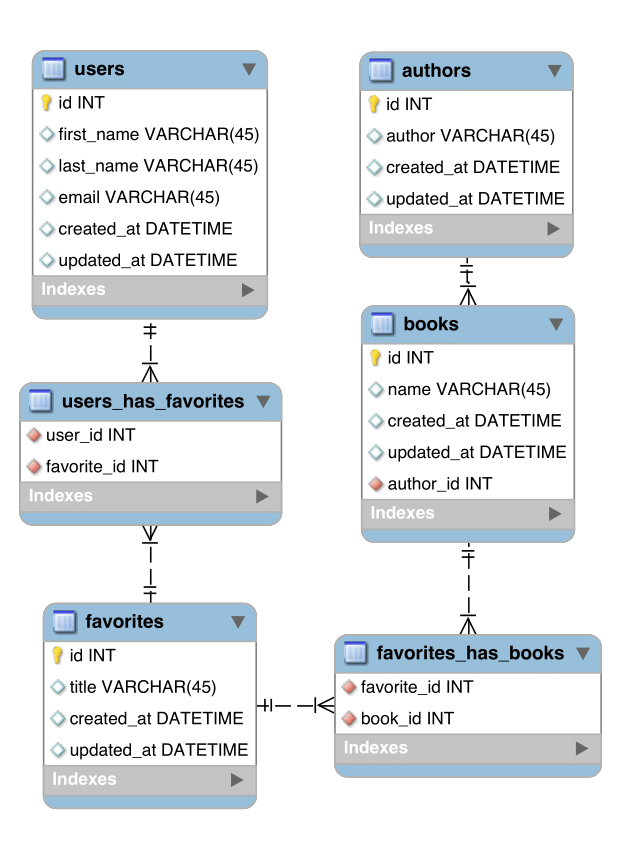 users
id INT
first_name VARCHAR(45)
last_name VARCHAR(45)
email VARCHAR(45)
created_at DATETIME
updated_at DATETIME
Indexes
authors
id INT
author VARCHAR(45)
created_at DATETIME
updated_at DATETIME
Indexes
books
id INT
name VARCHAR(45)
created_at DATETIME
updated_at DATETIME
author_id INT
Indexes
users_has_favorites
user_id INT
favorite_id INT
Indexes
favorites
id INT
title VARCHAR(45)
created_at DATETIME
updated_at DATETIME
Indexes
favorites_has_books
favorite_id INT
book_id INT
Indexes